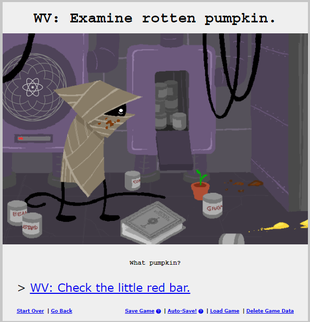 WV: Examine rotten pumpkin.
What pumpkin?
> WV: Check the little red bar.
Start Over | Go Back
Save Game | Auto-Save! | Load Game | Delete Game Data